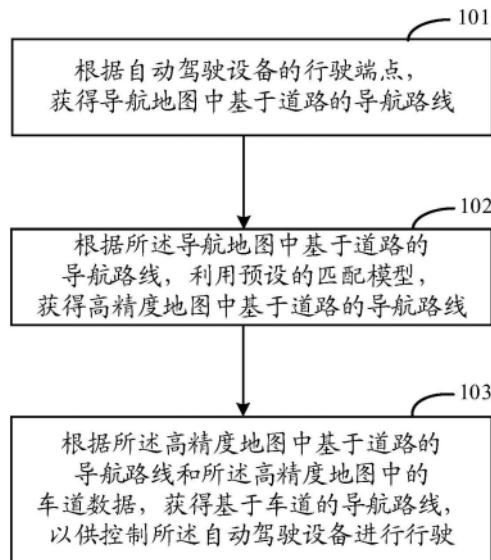 101
根据自动驾驶设备的行驶端点，
获得导航地图中基于道路的导航路线
102
根据所述导航地图中基于道路的
导航路线，利用预设的匹配模型，
获得高精度地图中基于道路的导航路线
103
根据所述高精度地图中基于道路的
导航路线和所述高精度地图中的
车道数据，获得基于车道的导航路线，
以供控制所述自动驾驶设备进行行驶